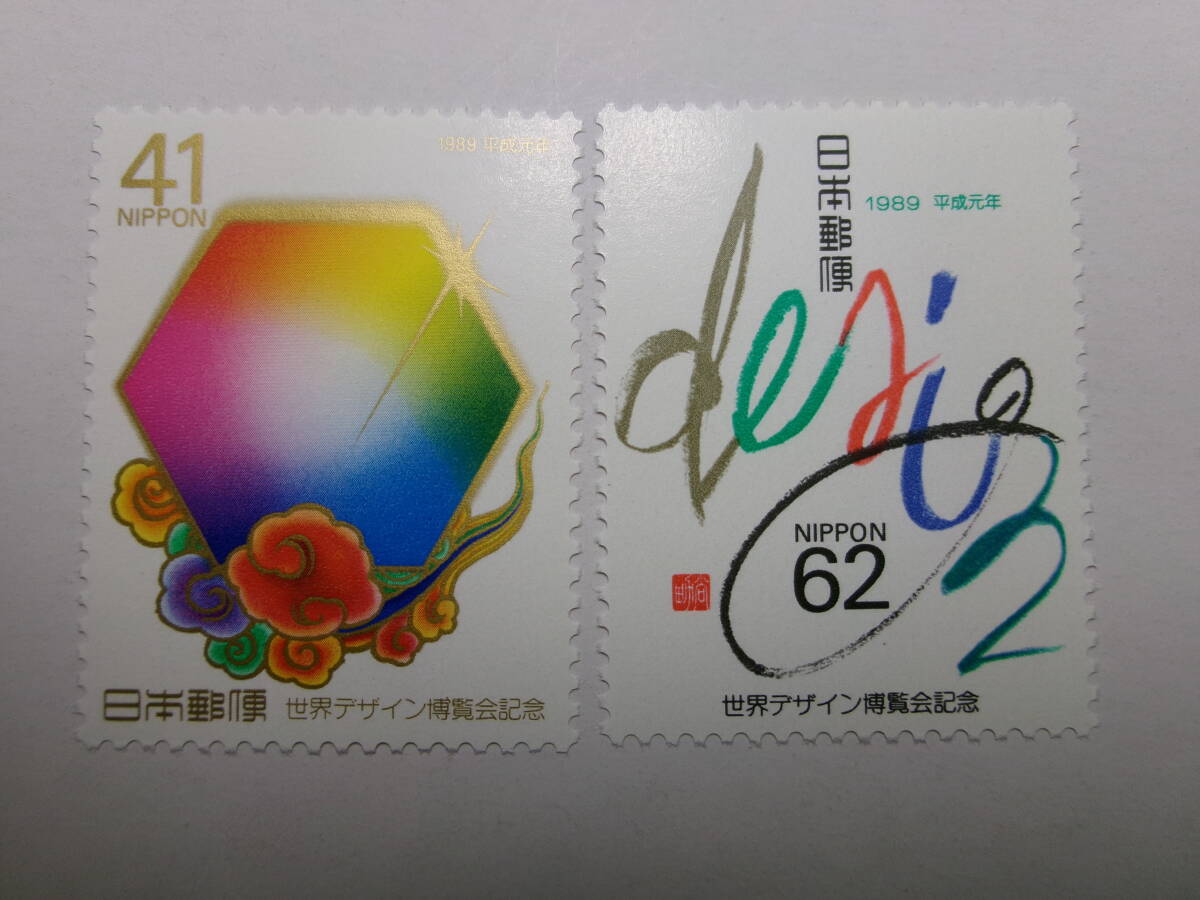 41
NIPPON
1989 平成元年
日本郵便
世界デザイン博覧会記念
日本郵便
1989 平成元年
design
NIPPON
62
世界デザイン博覧会記念